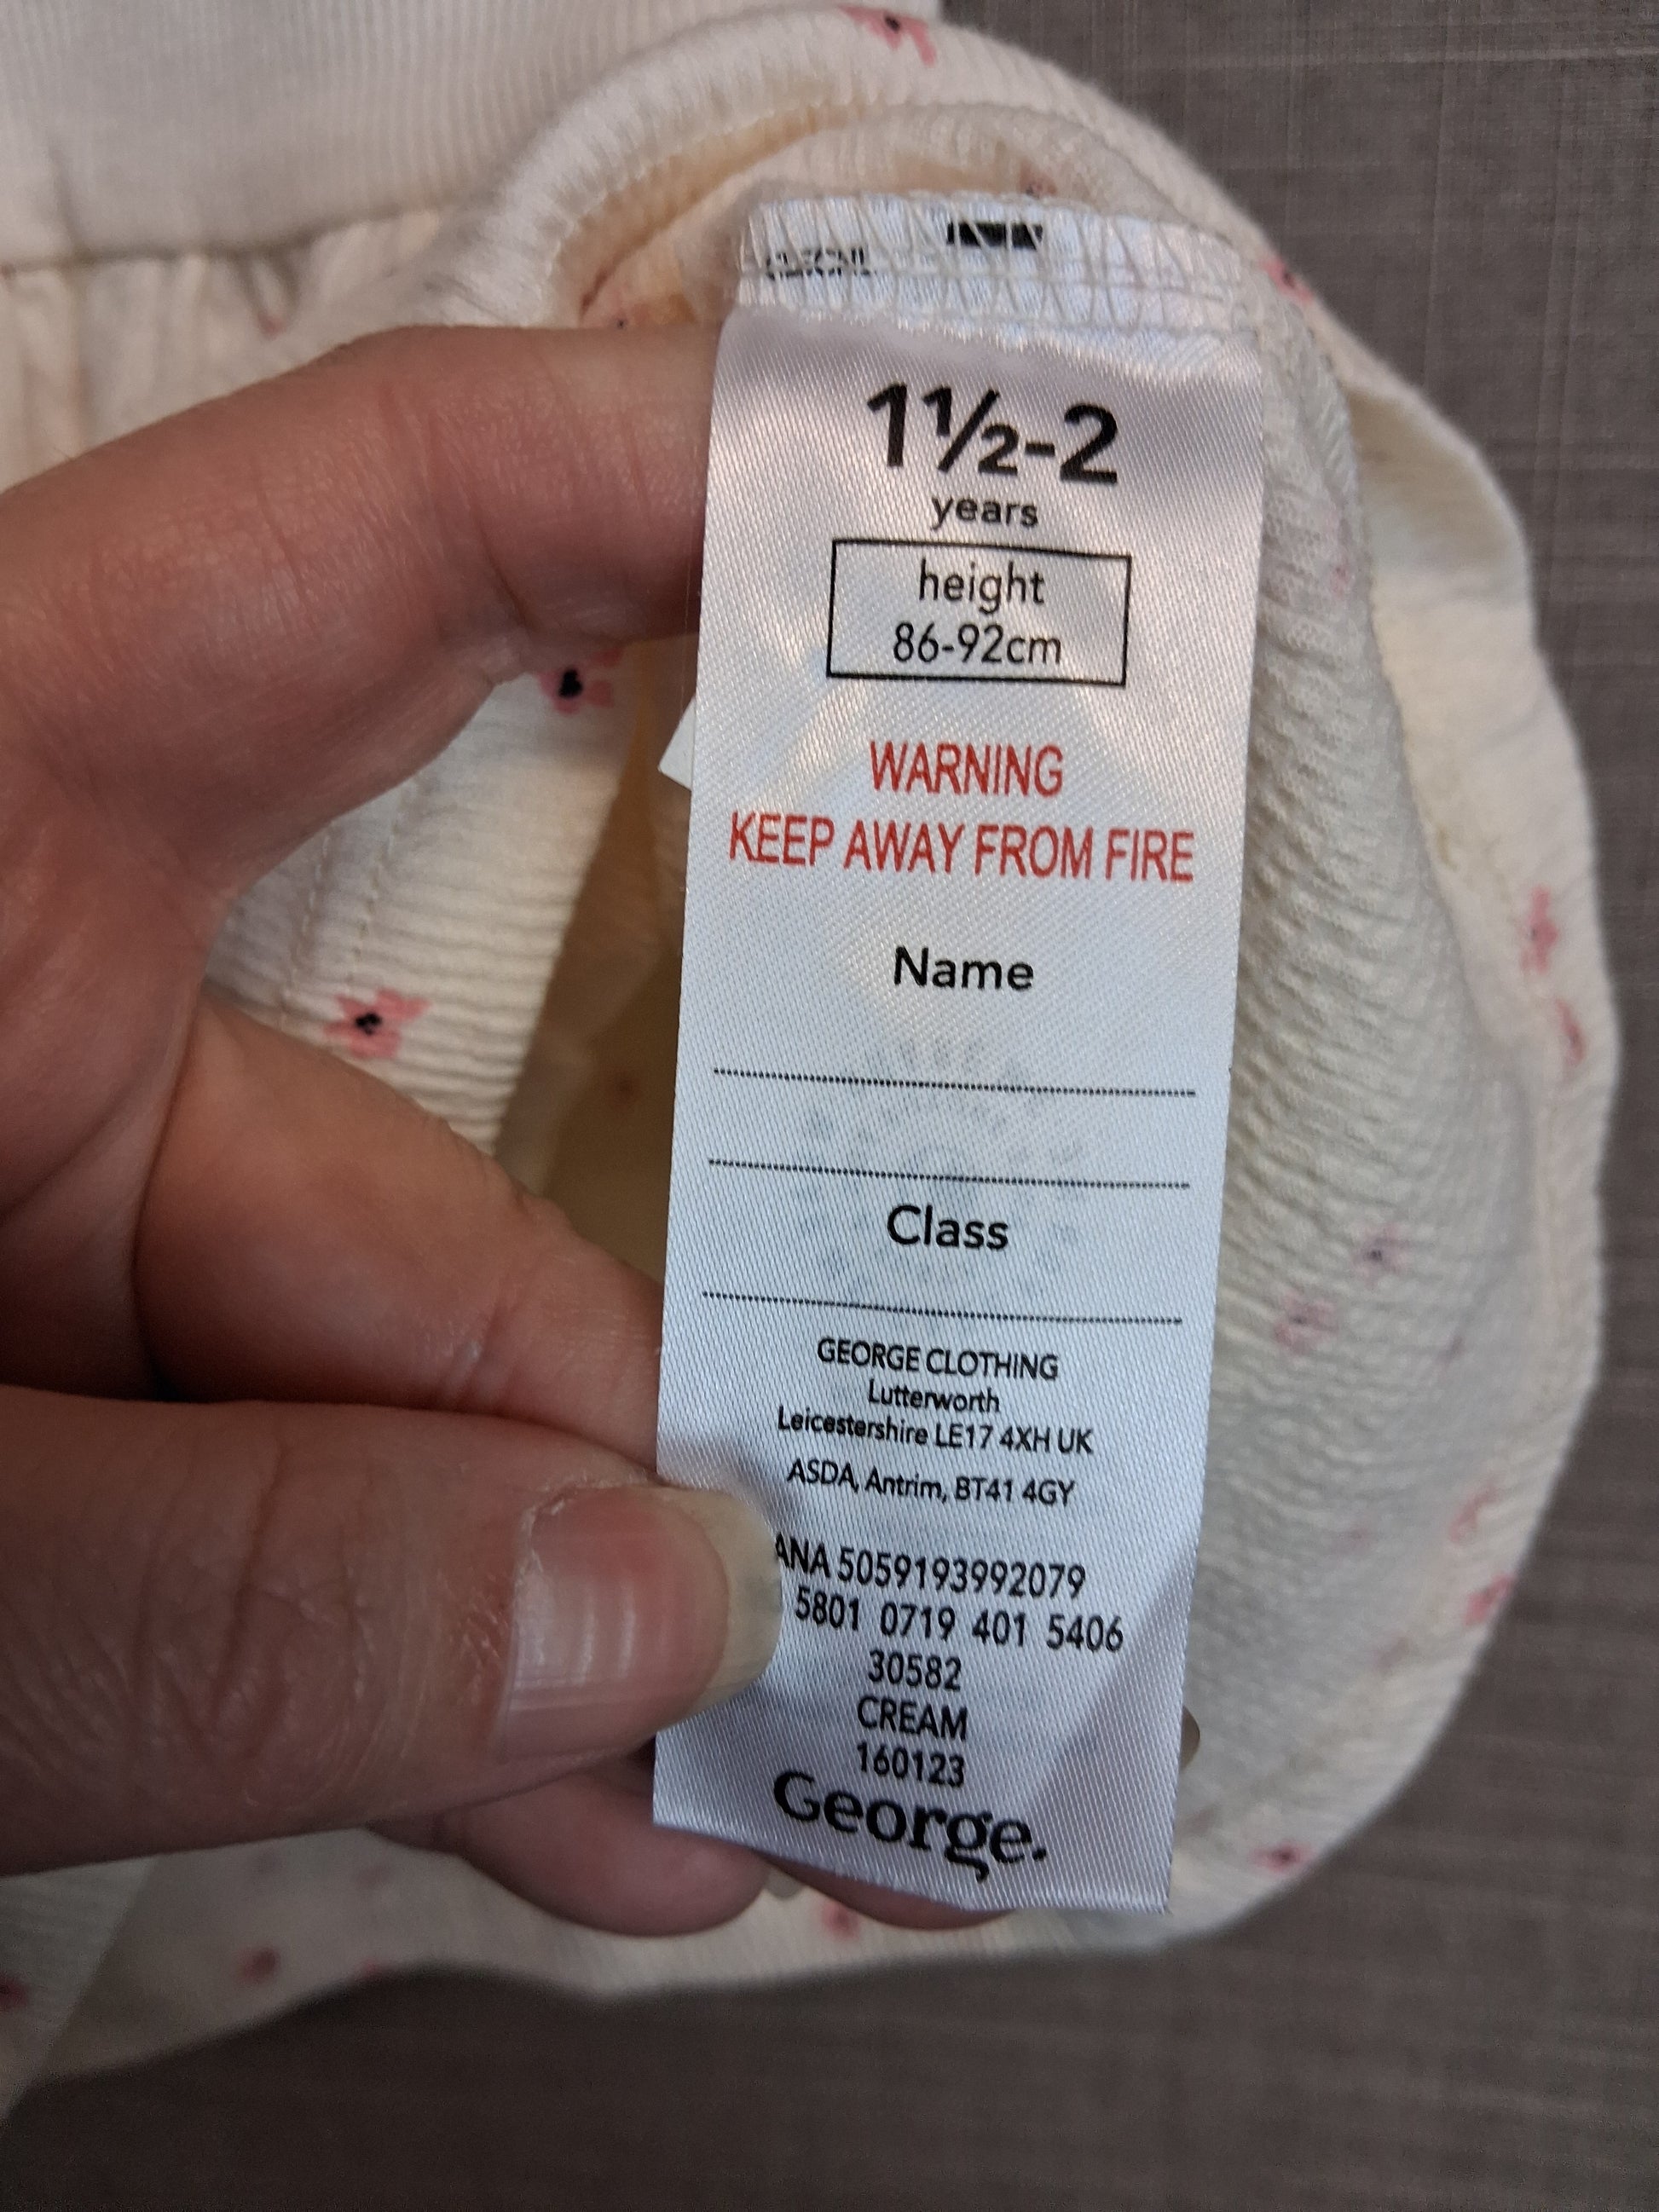 1½-2
years
height
86-92cm
WARNING
KEEP AWAY FROM FIRE
Name
Class
GEORGE CLOTHING
Lutterworth
Leicestershire LE17 4XH UK
ASDA, Antrim, BT41 4GY
ANA 5059193992079
5801 0719 401 5406
30582
CREAM
160123
George.